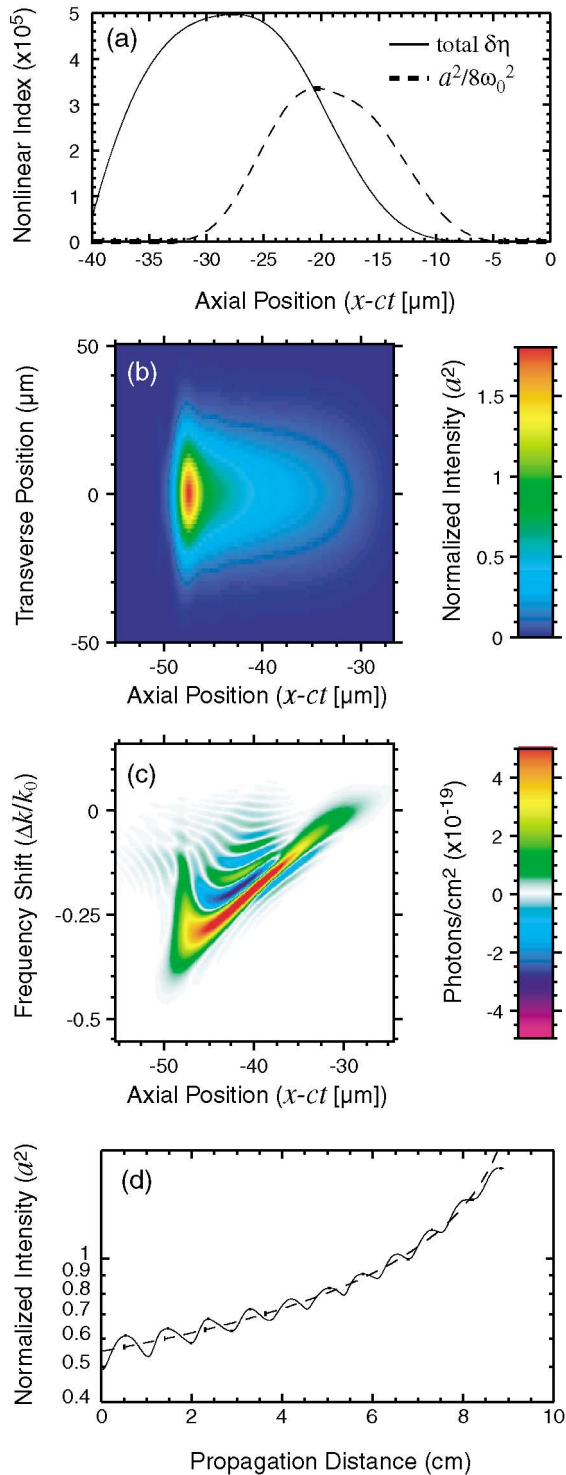 (a)
total δη
a²/8ω₀²
Nonlinear Index (x10⁵)
5
4
3
2
1
0
-40 -35 -30 -25 -20 -15 -10 -5 0
Axial Position (x-ct [µm])
(b)
Transverse Position (µm)
50
0
-50
-50 -40 -30
Axial Position (x-ct [µm])
Normalized Intensity (a²)
1.5
1
0.5
0
(c)
Frequency Shift (Δk/k₀)
0
-0.25
-0.5
-50 -40 -30
Axial Position (x-ct [µm])
Photons/cm² (x10⁻¹⁹)
4
2
0
-2
-4
(d)
Normalized Intensity (a²)
1
0.9
0.8
0.7
0.6
0.5
0.4
0 2 4 6 8 10
Propagation Distance (cm)